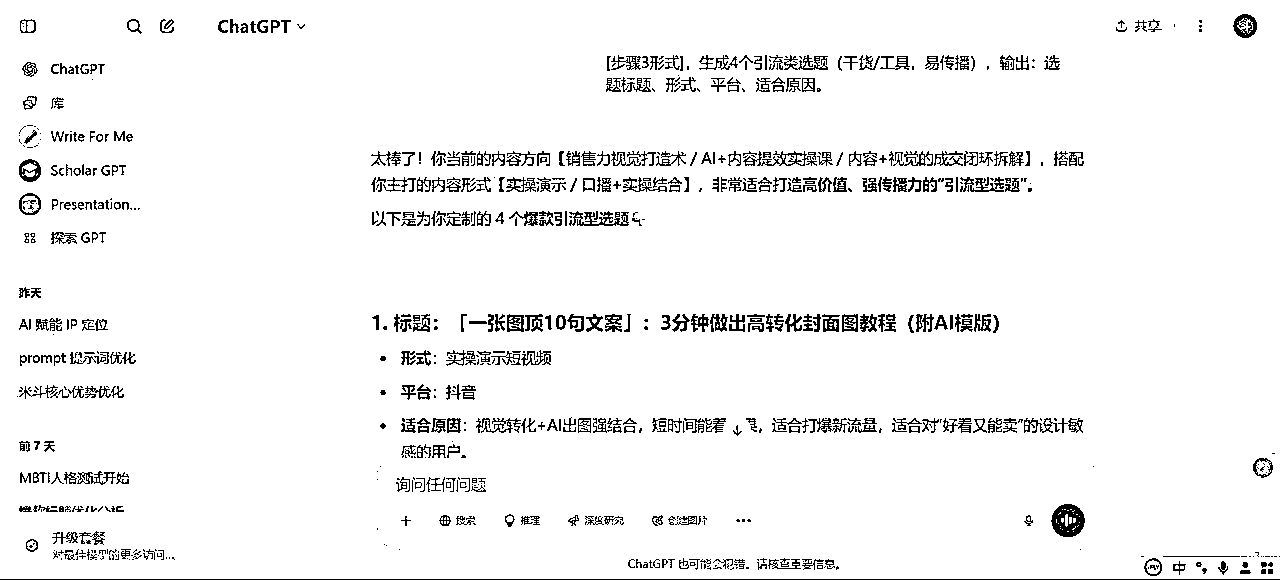 ChatGPT
共享
ChatGPT
库
Write For Me
Scholar GPT
Presentation...
探索 GPT
昨天
AI 赋能 IP 定位
prompt 提示词优化
米斗核心优势优化
前 7 天
MBTI人格测试开始
升级套餐
对最佳模型的更多访问...
[步骤3形式]，生成4个引流类选题（干货/工具，易传播），输出：选
题标题、形式、平台、适合原因。
太棒了！你当前的内容方向【销售力视觉打造术 / AI+内容提效实操课 / 内容+视觉的成交闭环拆解】，搭配
你主打的内容形式【实操演示 / 口播+实操结合】，非常适合打造高价值、强传播力的“引流型选题”。
以下是为你定制的 4 个爆款引流型选题
1. 标题：「一张图顶10句文案」：3分钟做出高转化封面图教程（附AI模版）
• 形式：实操演示短视频
• 平台：抖音
• 适合原因：视觉转化+AI出图强结合，短时间能看，适合打爆新流量，适合对“好看又能卖”的设计敏
感的用户。
询问任何问题
搜索 推理 深度研究 创建图片
ChatGPT 也可能会犯错。请核查重要信息。
中